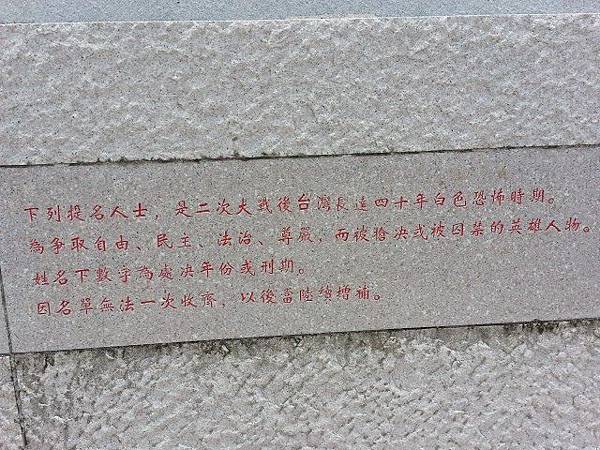 下列提名人士，是二次大戰後台灣長達四十年白色恐怖時期。
為爭取自由、民主、法治、尊嚴，而被槍決或被囚禁的英雄人物。
姓名下數字為處決年份或刑期。
因名單無法一次收齊，以後當陸續增補。